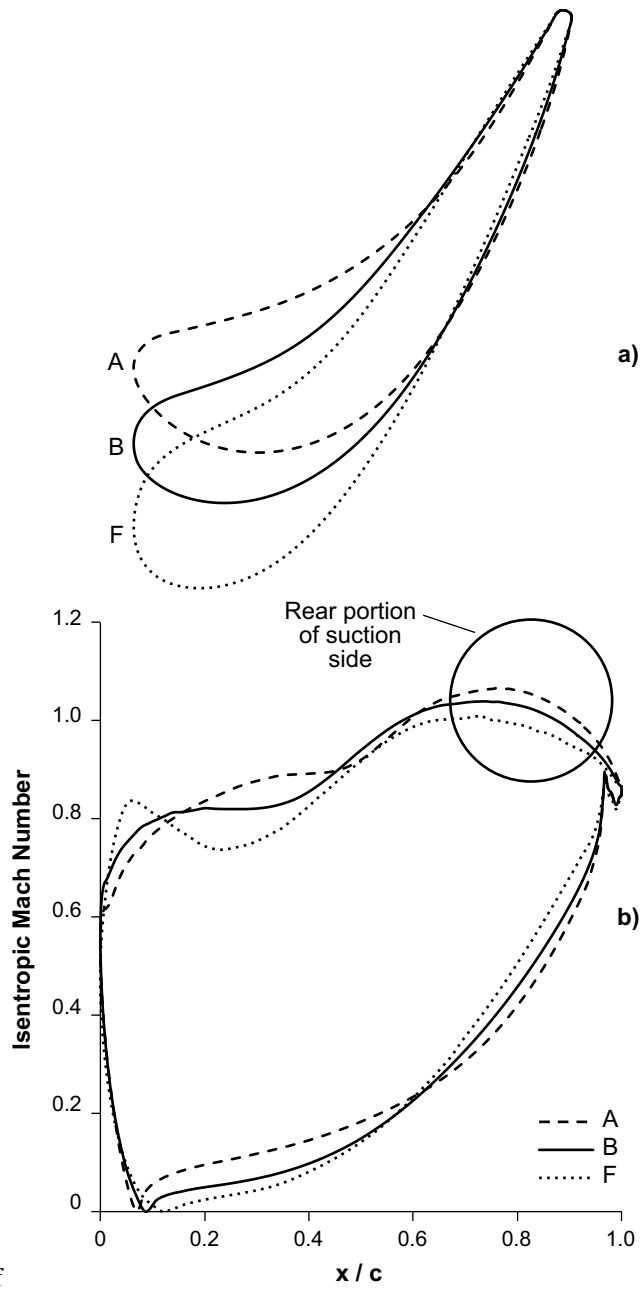 A
a)
B
F
Rear portion
of suction
side
1.2
1.0
0.8
0.6
0.4
0.2
0
Isentropic Mach Number
b)
A
B
F
0
0.2
0.4
0.6
0.8
1.0
x / c